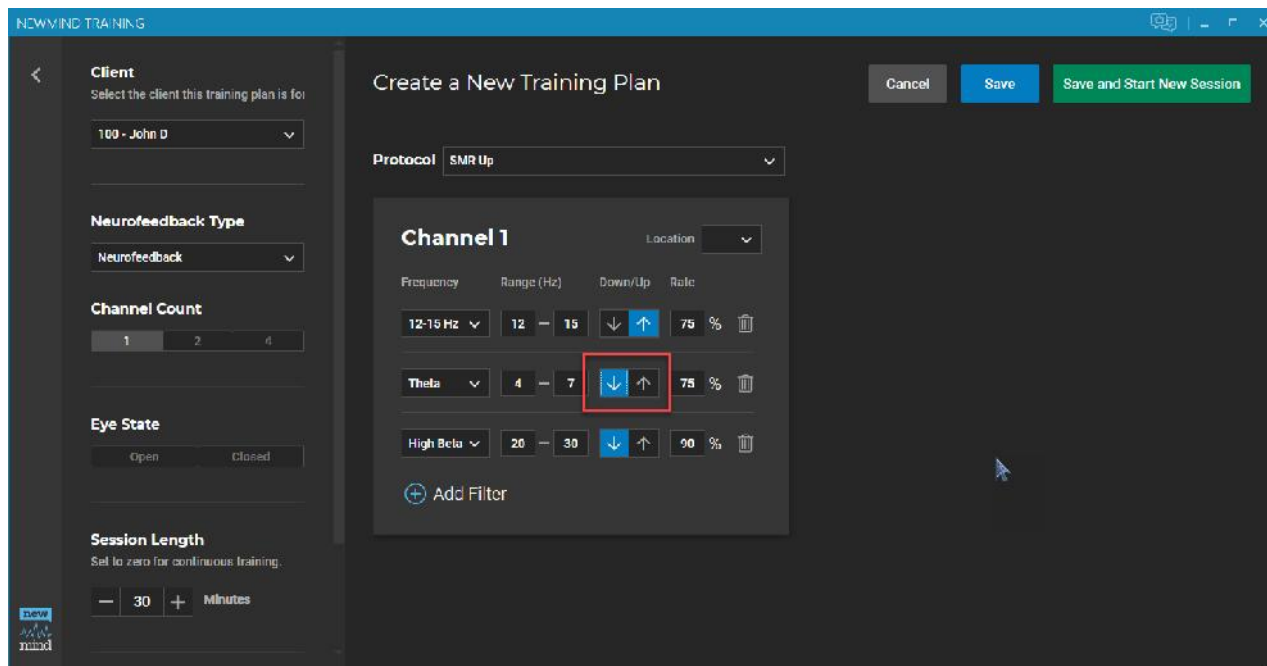 NEWMIND TRAINING
Client
Select the client this training plan is for
100 - John D
Neurofeedback Type
Neurofeedback
Channel Count
1 2 4
Eye State
Open Closed
Session Length
Set to zero for continuous training.
30 Minutes
new
mind
Create a New Training Plan
Cancel Save Save and Start New Session
Protocol SMR Up
Channel 1 Location
Frequency Range (Hz) Down/Up Rate
12-15 Hz 12 — 15 75 %
Theta 4 — 7 75 %
High Beta 20 — 30 90 %
Add Filter